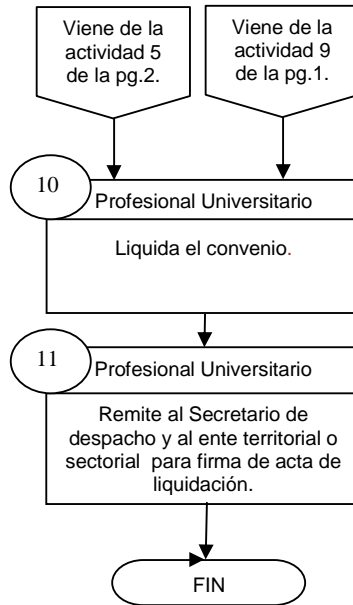 Viene de la
actividad 5
de la pg.2.
Viene de la
actividad 9
de la pg.1.
10
Profesional Universitario
Liquida el convenio.
11
Profesional Universitario
Remite al Secretario de
despacho y al ente territorial o
sectorial para firma de acta de
liquidación.
FIN